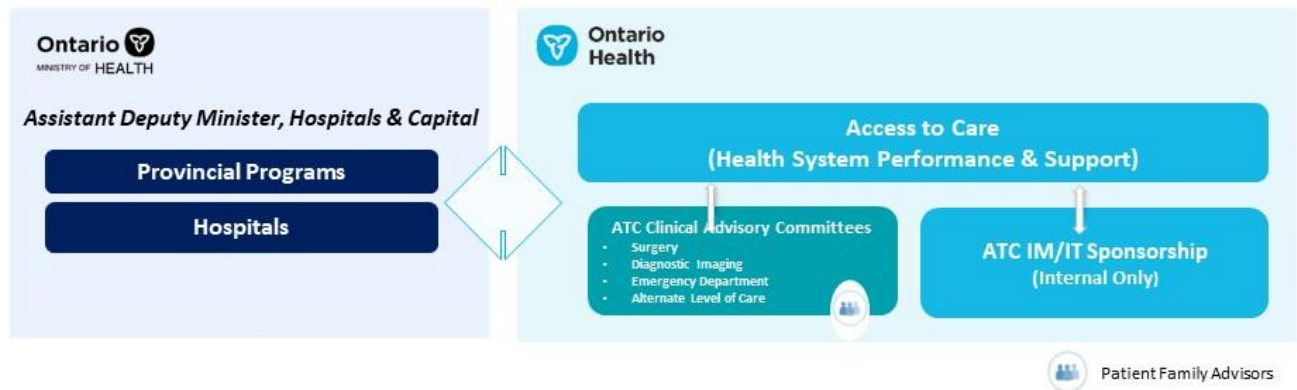 Ontario
MINISTRY OF HEALTH
Assistant Deputy Minister, Hospitals & Capital
Provincial Programs
Hospitals
Ontario
Health
Access to Care
(Health System Performance & Support)
ATC Clinical Advisory Committees
• Surgery
• Diagnostic Imaging
• Emergency Department
• Alternate Level of Care
ATC IM/IT Sponsorship
(Internal Only)
Patient Family Advisors